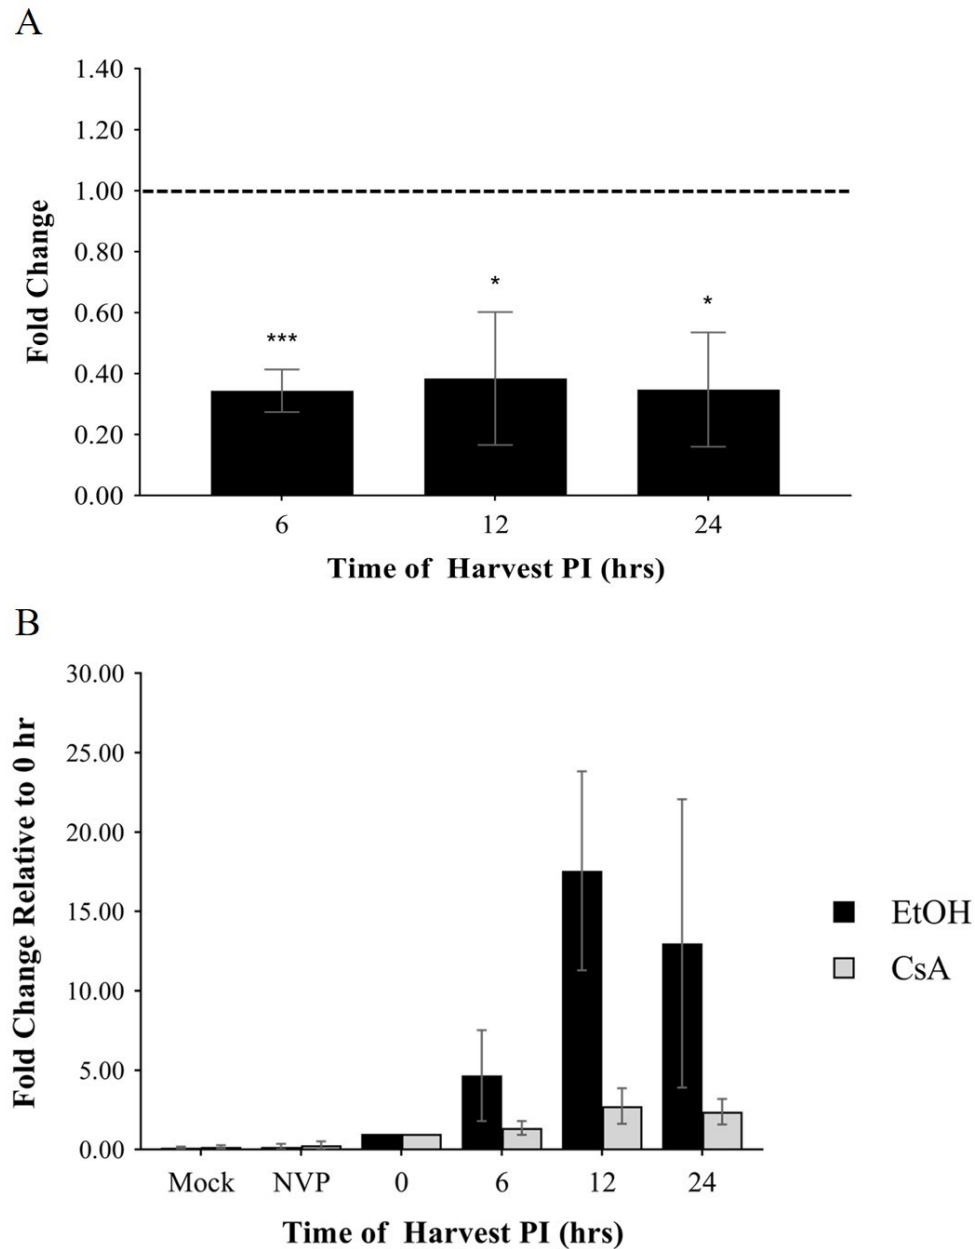 A
1.40
1.20
1.00
0.80
0.60
0.40
0.20
0.00
Fold Change
***
*
*
6 12 24
Time of Harvest PI (hrs)
B
30.00
25.00
20.00
15.00
10.00
5.00
0.00
Fold Change Relative to 0 hr
Mock NVP 0 6 12 24
Time of Harvest PI (hrs)
EtOH
CsA